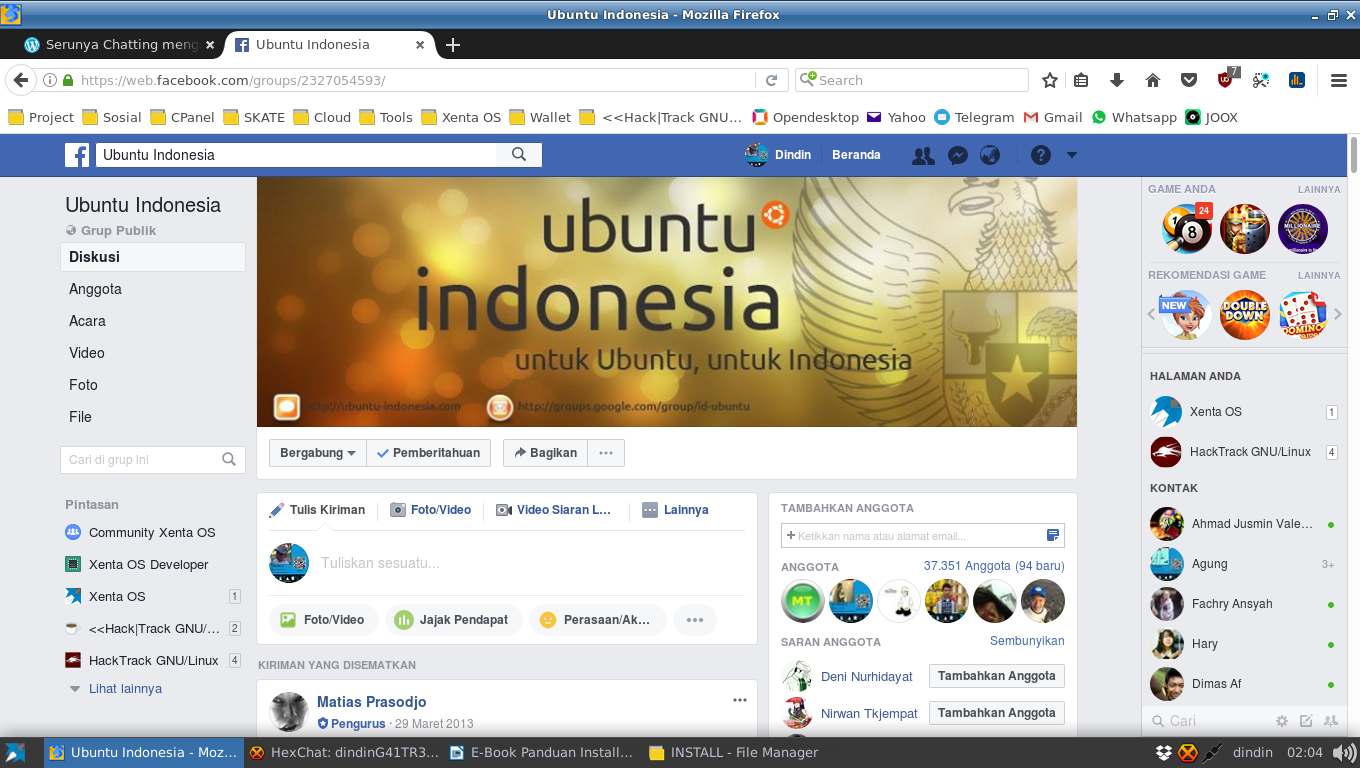 Ubuntu Indonesia - Mozilla Firefox
Serunya Chatting meng
Ubuntu Indonesia
https://web.facebook.com/groups/2327054593/
Search
7
Project
Sosial
CPanel
SKATE
Cloud
Tools
Xenta OS
Wallet
<<Hack|Track GNU...
Opendesktop
Yahoo
Telegram
Gmail
Whatsapp
JOOX
Ubuntu Indonesia
Dindin
Beranda
Ubuntu Indonesia
Grup Publik
Diskusi
Anggota
Acara
Video
Foto
File
Cari di grup ini
Pintasan
Community Xenta OS
Xenta OS Developer
Xenta OS 1
<<Hack|Track GNU/... 2
HackTrack GNU/Linux 4
Lihat lainnya
ubuntu
indonesia
untuk Ubuntu, untuk Indonesia
http://ubuntu-indonesia.com
http://groups.google.com/group/id-ubuntu
Bergabung
Pemberitahuan
Bagikan
Tulis Kiriman
Foto/Video
Video Siaran L...
Lainnya
Tuliskan sesuatu...
Foto/Video
Jajak Pendapat
Perasaan/Ak...
KIRIMAN YANG DISEMATKAN
Matias Prasodjo
Pengurus · 29 Maret 2013
TAMBAHKAN ANGGOTA
Ketikkan nama atau alamat email...
ANGGOTA
37.351 Anggota (94 baru)
MT
SARAN ANGGOTA
Sembunyikan
Deni Nurhidayat
Tambahkan Anggota
Nirwan Tkjempat
Tambahkan Anggota
GAME ANDA
LAINNYA
1
8
24
MILLIONAIRE
REKOMENDASI GAME
LAINNYA
NEW
DOUBLE
DOWN
DOMINO
HALAMAN ANDA
Xenta OS 1
HackTrack GNU/Linux 4
KONTAK
Ahmad Jusmin Vale...
Agung 3+
Fachry Ansyah
Hary
Dimas Af
Cari
Ubuntu Indonesia - Moz...
HexChat: dindinG41TR3...
E-Book Panduan Install...
INSTALL - File Manager
dindin
02:04